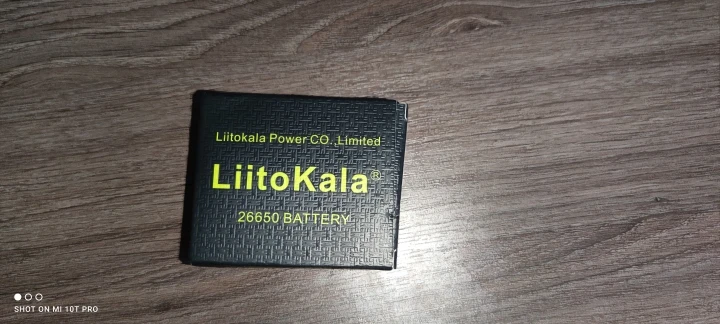 Liitokala Power CO.,Limited
LiitoKala®
26650 BATTERY
SHOT ON MI 10T PRO